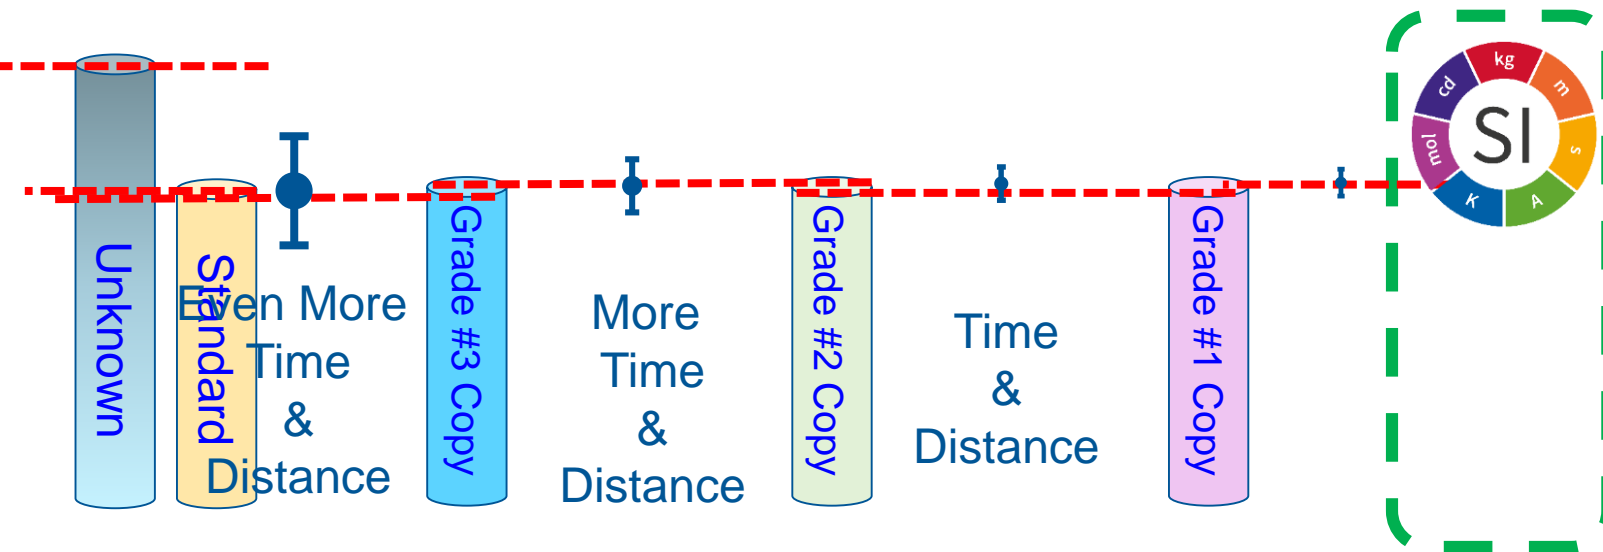 Unknown
Standard
Even More
Time
&
Distance
Grade #3 Copy
More
Time
&
Distance
Grade #2 Copy
Time
&
Distance
Grade #1 Copy
SI
kg
m
s
A
K
mol
cd